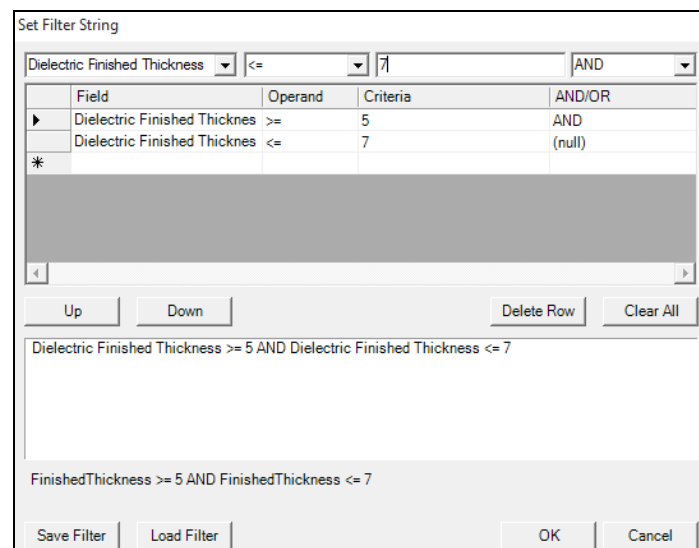 Set Filter String
Dielectric Finished Thickness <= 7 AND
Field Operand Criteria AND/OR
Dielectric Finished Thicknes >= 5 AND
Dielectric Finished Thicknes <= 7 (null)
Up Down Delete Row Clear All
Dielectric Finished Thickness >= 5 AND Dielectric Finished Thickness <= 7
FinishedThickness >= 5 AND FinishedThickness <= 7
Save Filter Load Filter OK Cancel